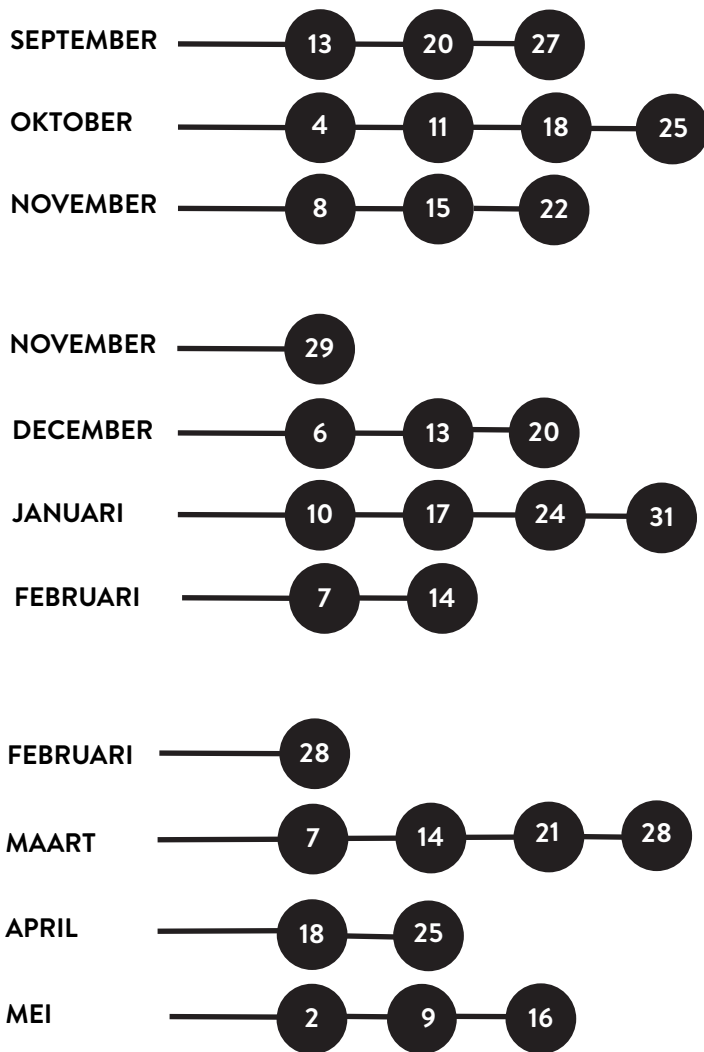 SEPTEMBER 13 20 27
OKTOBER 4 11 18 25
NOVEMBER 8 15 22
NOVEMBER 29
DECEMBER 6 13 20
JANUARI 10 17 24 31
FEBRUARI 7 14
FEBRUARI 28
MAART 7 14 21 28
APRIL 18 25
MEI 2 9 16